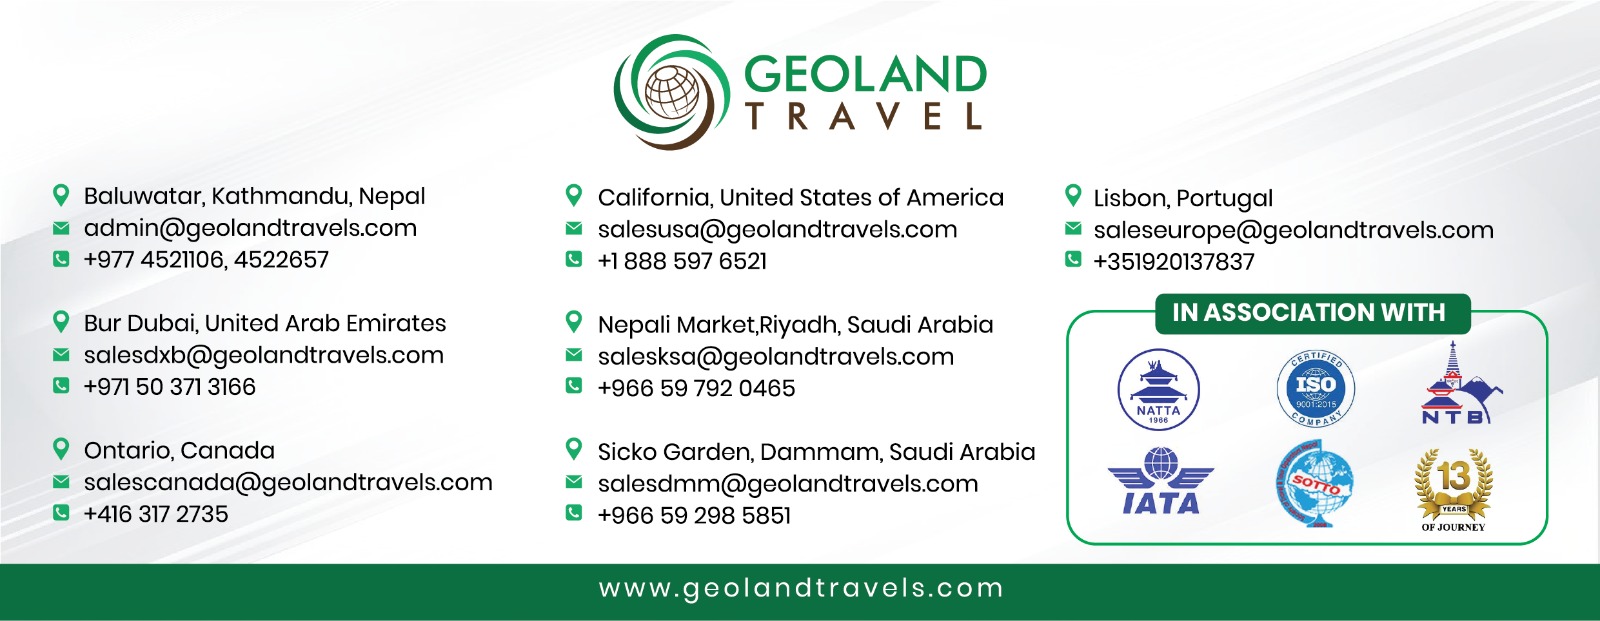 GEOLAND
TRAVEL
Baluwatar, Kathmandu, Nepal
admin@geolandtravels.com
+977 4521106, 4522657
Bur Dubai, United Arab Emirates
salesdxb@geolandtravels.com
+971 50 371 3166
Ontario, Canada
salescanada@geolandtravels.com
+416 317 2735
California, United States of America
salesusa@geolandtravels.com
+1 888 597 6521
Nepali Market,Riyadh, Saudi Arabia
salesksa@geolandtravels.com
+966 59 792 0465
Sicko Garden, Dammam, Saudi Arabia
salesdmm@geolandtravels.com
+966 59 298 5851
Lisbon, Portugal
saleseurope@geolandtravels.com
+351920137837
IN ASSOCIATION WITH
NATTA
1966
CERTIFIED
ISO
9001:2015
COMPANY
NTB
IATA
SOTTO
13
YEARS
OF JOURNEY
www.geolandtravels.com